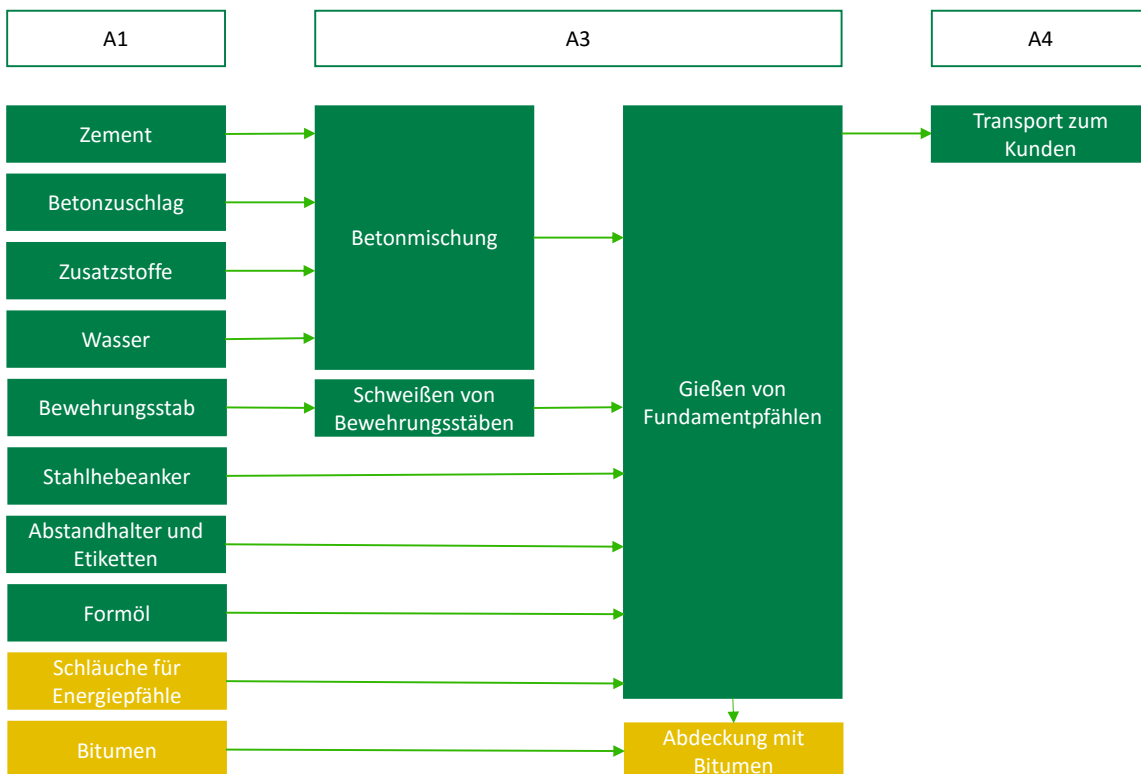 A1
A3
A4
Zement
Betonzuschlag
Zusatzstoffe
Wasser
Bewehrungsstab
Stahlhebeanker
Abstandhalter und
Etiketten
Formöl
Schläuche für
Energiepfähle
Bitumen
Betonmischung
Schweißen von
Bewehrungsstäben
Gießen von
Fundamentpfählen
Abdeckung mit
Bitumen
Transport zum
Kunden